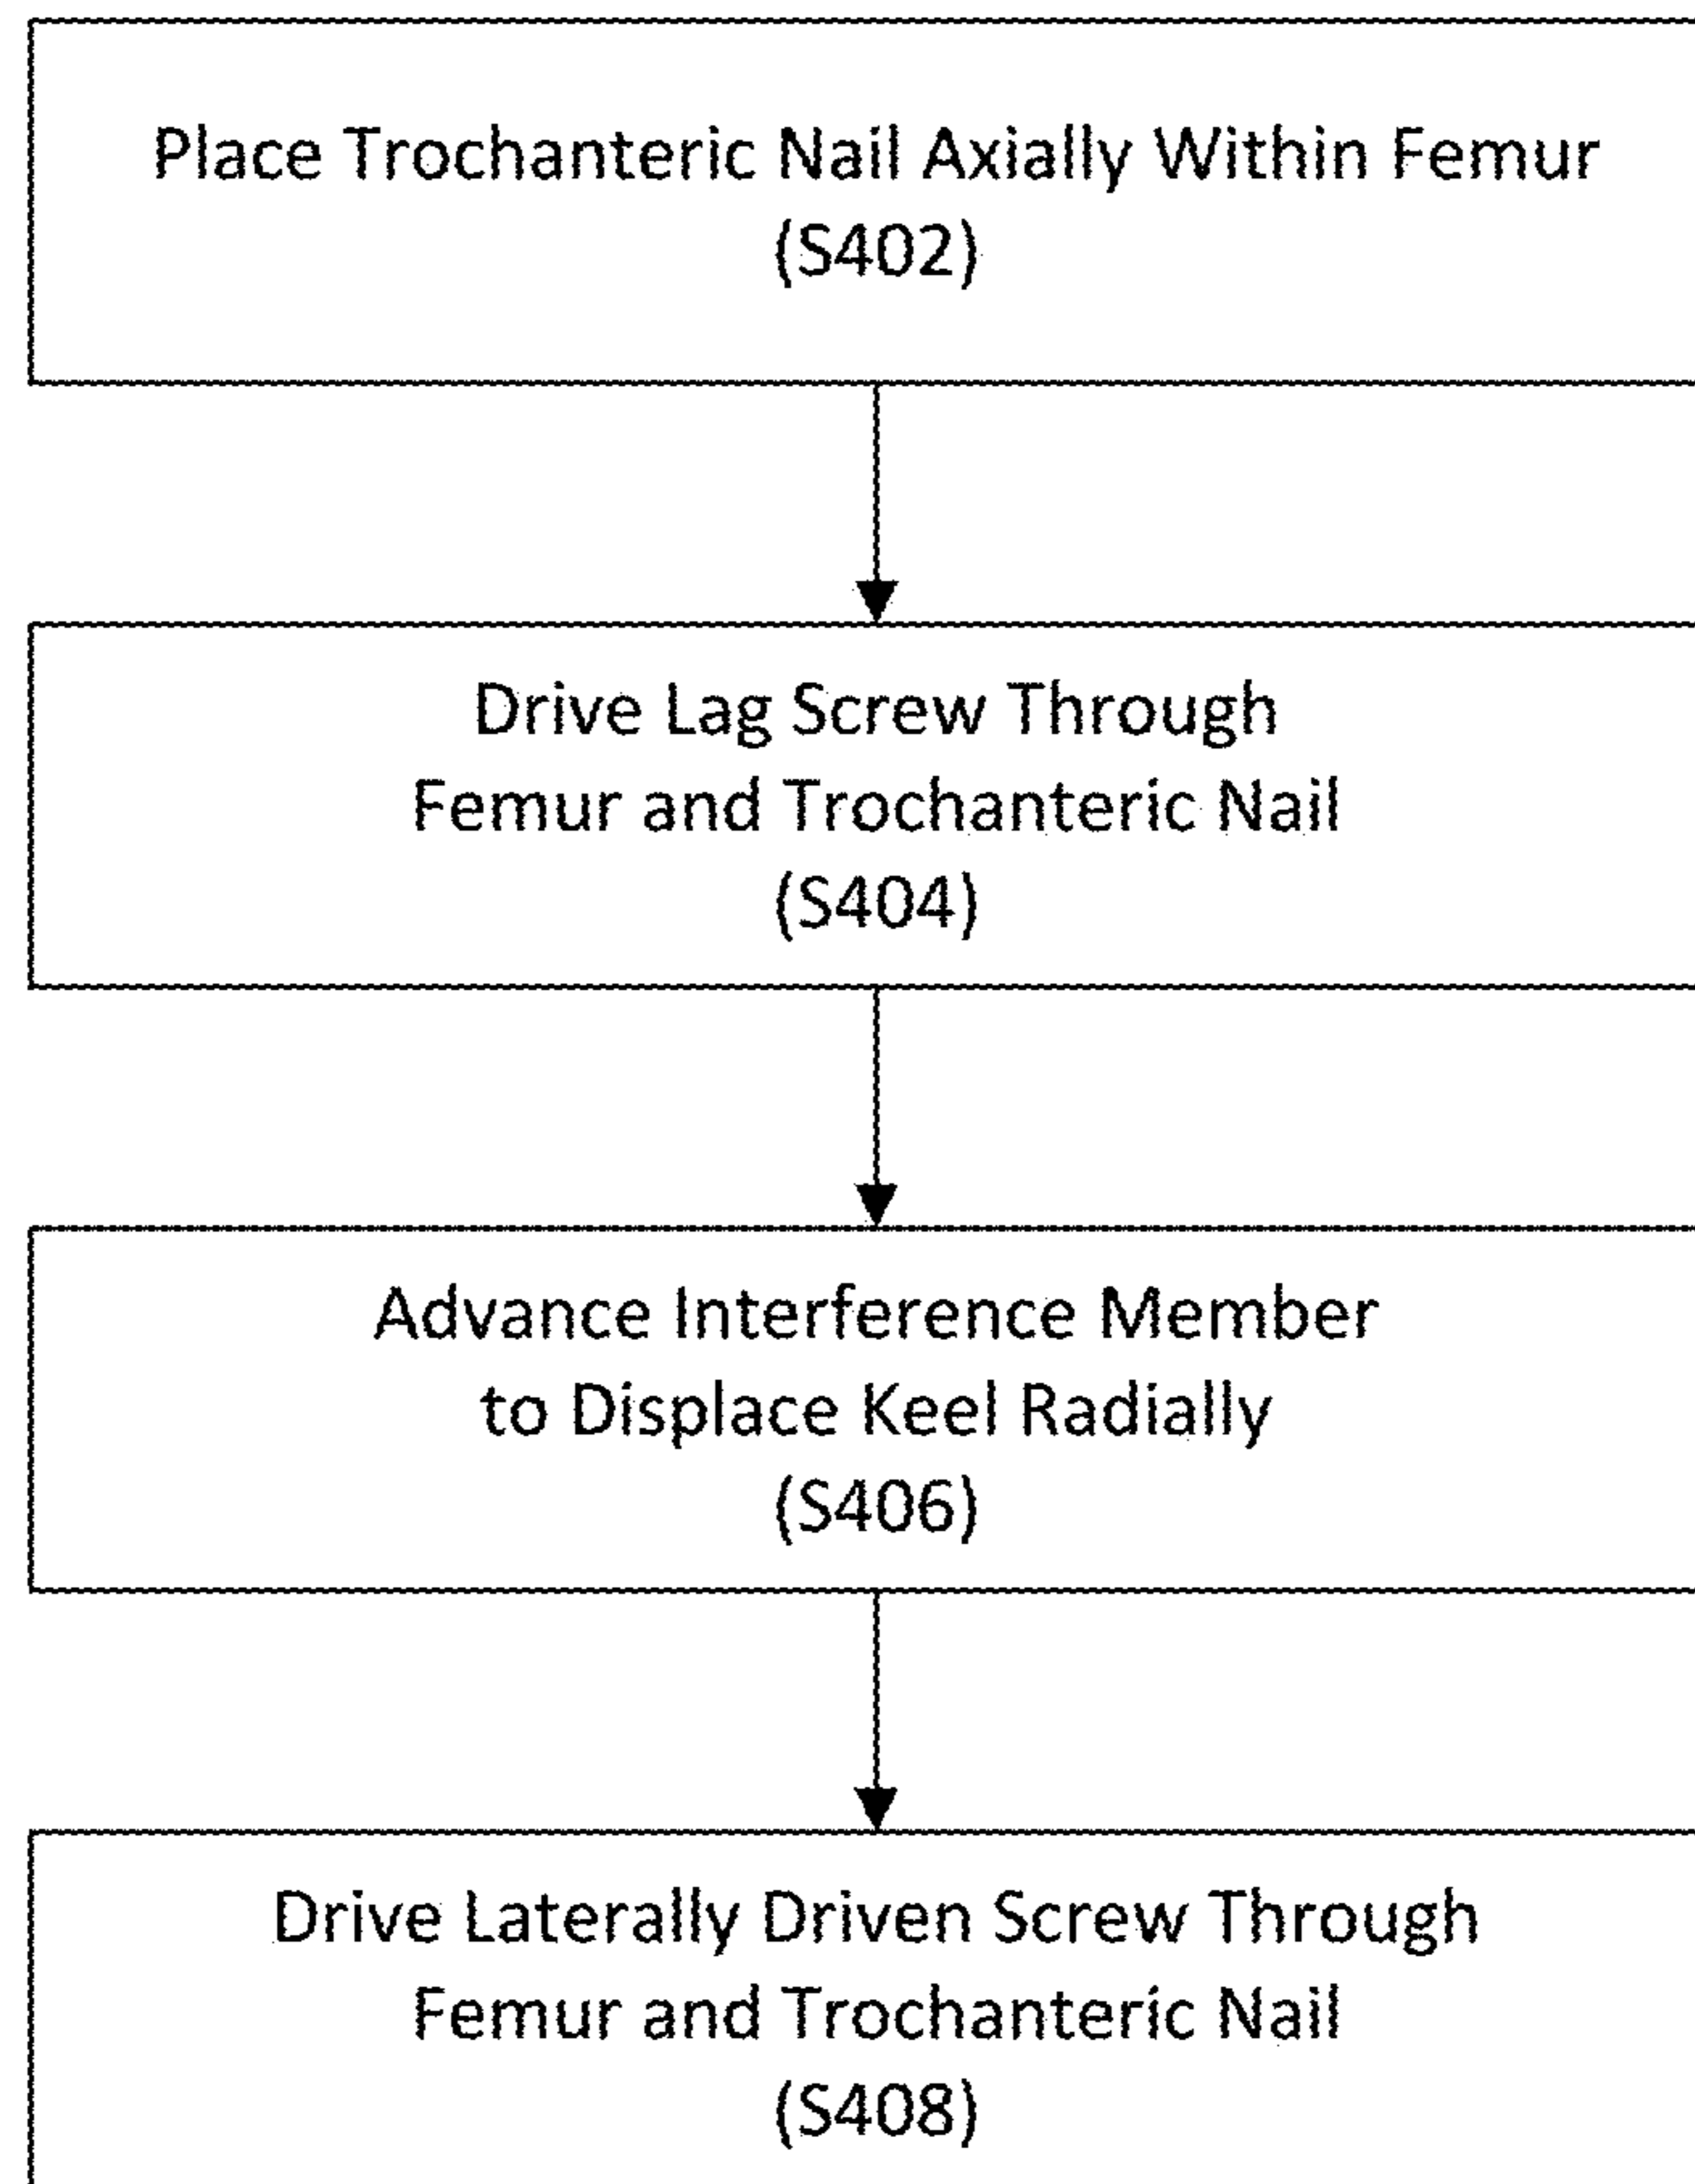 Place Trochanteric Nail Axially Within Femur
(S402)
Drive Lag Screw Through
Femur and Trochanteric Nail
(S404)
Advance Interference Member
to Displace Keel Radially
(S406)
Drive Laterally Driven Screw Through
Femur and Trochanteric Nail
(S408)